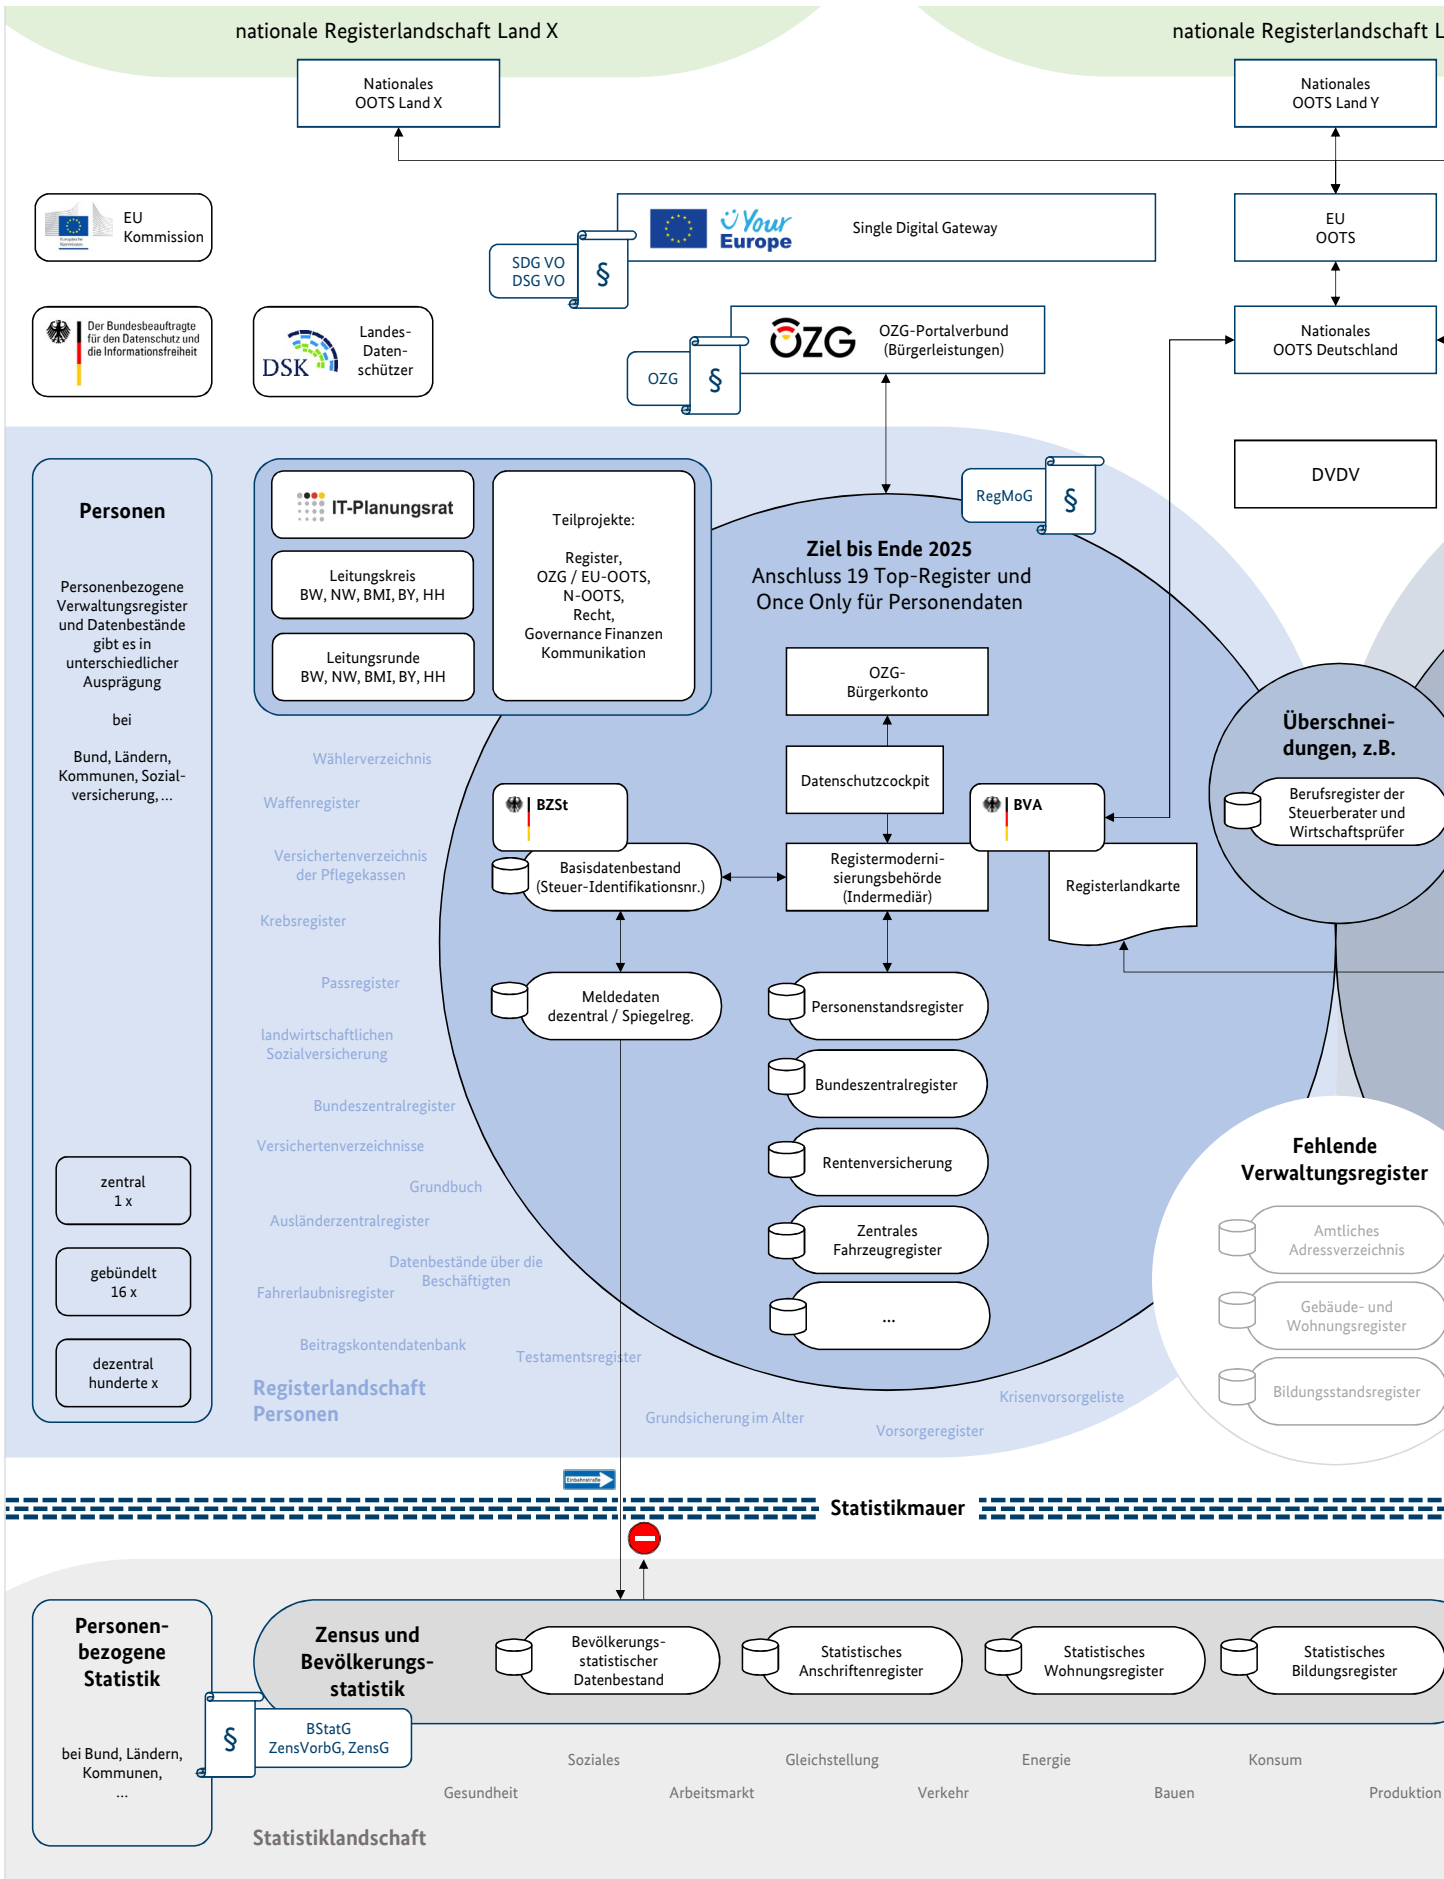 nationale Registerlandschaft Land X
nationale Registerlandschaft L
Nationales
OOTS Land X
Nationales
OOTS Land Y
EU
Kommission
Europäische
Kommission
Your
Europe
Single Digital Gateway
SDG VO
DSG VO
§
EU
OOTS
Der Bundesbeauftragte
für den Datenschutz und
die Informationsfreiheit
DSK
Landes-
Daten-
schützer
OZG
OZG-Portalverbund
(Bürgerleistungen)
OZG
§
Nationales
OOTS Deutschland
DVDV
Personen
Personenbezogene
Verwaltungsregister
und Datenbestände
gibt es in
unterschiedlicher
Ausprägung
bei
Bund, Ländern,
Kommunen, Sozial-
versicherung, ...
zentral
1 x
gebündelt
16 x
dezentral
hunderte x
IT-Planungsrat
Leitungskreis
BW, NW, BMI, BY, HH
Leitungsrunde
BW, NW, BMI, BY, HH
Teilprojekte:
Register,
OZG / EU-OOTS,
N-OOTS,
Recht,
Governance Finanzen
Kommunikation
RegMoG
§
Ziel bis Ende 2025
Anschluss 19 Top-Register und
Once Only für Personendaten
OZG-
Bürgerkonto
Datenschutzcockpit
BZSt
Basisdatenbestand
(Steuer-Identifikationsnr.)
Registermoderni-
sierungsbehörde
(Indermediär)
BVA
Registerlandkarte
Meldedaten
dezentral / Spiegelreg.
Personenstandsregister
Bundeszentralregister
Rentenversicherung
Zentrales
Fahrzeugregister
...
Überschnei-
dungen, z.B.
Berufsregister der
Steuerberater und
Wirtschaftsprüfer
Fehlende
Verwaltungsregister
Amtliches
Adressverzeichnis
Gebäude- und
Wohnungsregister
Bildungsstandsregister
Wählerverzeichnis
Waffenregister
Versichertenverzeichnis
der Pflegekassen
Krebsregister
Passregister
landwirtschaftlichen
Sozialversicherung
Bundeszentralregister
Versichertenverzeichnisse
Grundbuch
Ausländerzentralregister
Datenbestände über die
Beschäftigten
Fahrerlaubnisregister
Beitragskontendatenbank
Testamentsregister
Registerlandschaft
Personen
Grundsicherung im Alter
Vorsorgeregister
Krisenvorsorgeliste
Einbahnstraße
Statistikmauer
Personen-
bezogene
Statistik
bei Bund, Ländern,
Kommunen,
...
§
BStatG
ZensVorbG, ZensG
Zensus und
Bevölkerungs-
statistik
Bevölkerungs-
statistischer
Datenbestand
Statistisches
Anschriftenregister
Statistisches
Wohnungsregister
Statistisches
Bildungsregister
Soziales
Gleichstellung
Energie
Konsum
Gesundheit
Arbeitsmarkt
Verkehr
Bauen
Produktion
Statistiklandschaft